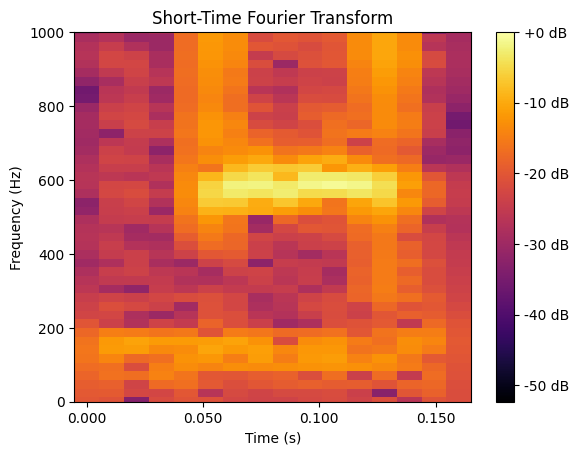 Short-Time Fourier Transform
Frequency (Hz)
1000
800
600
400
200
0
0.000
0.050
0.100
0.150
Time (s)
+0 dB
-10 dB
-20 dB
-30 dB
-40 dB
-50 dB